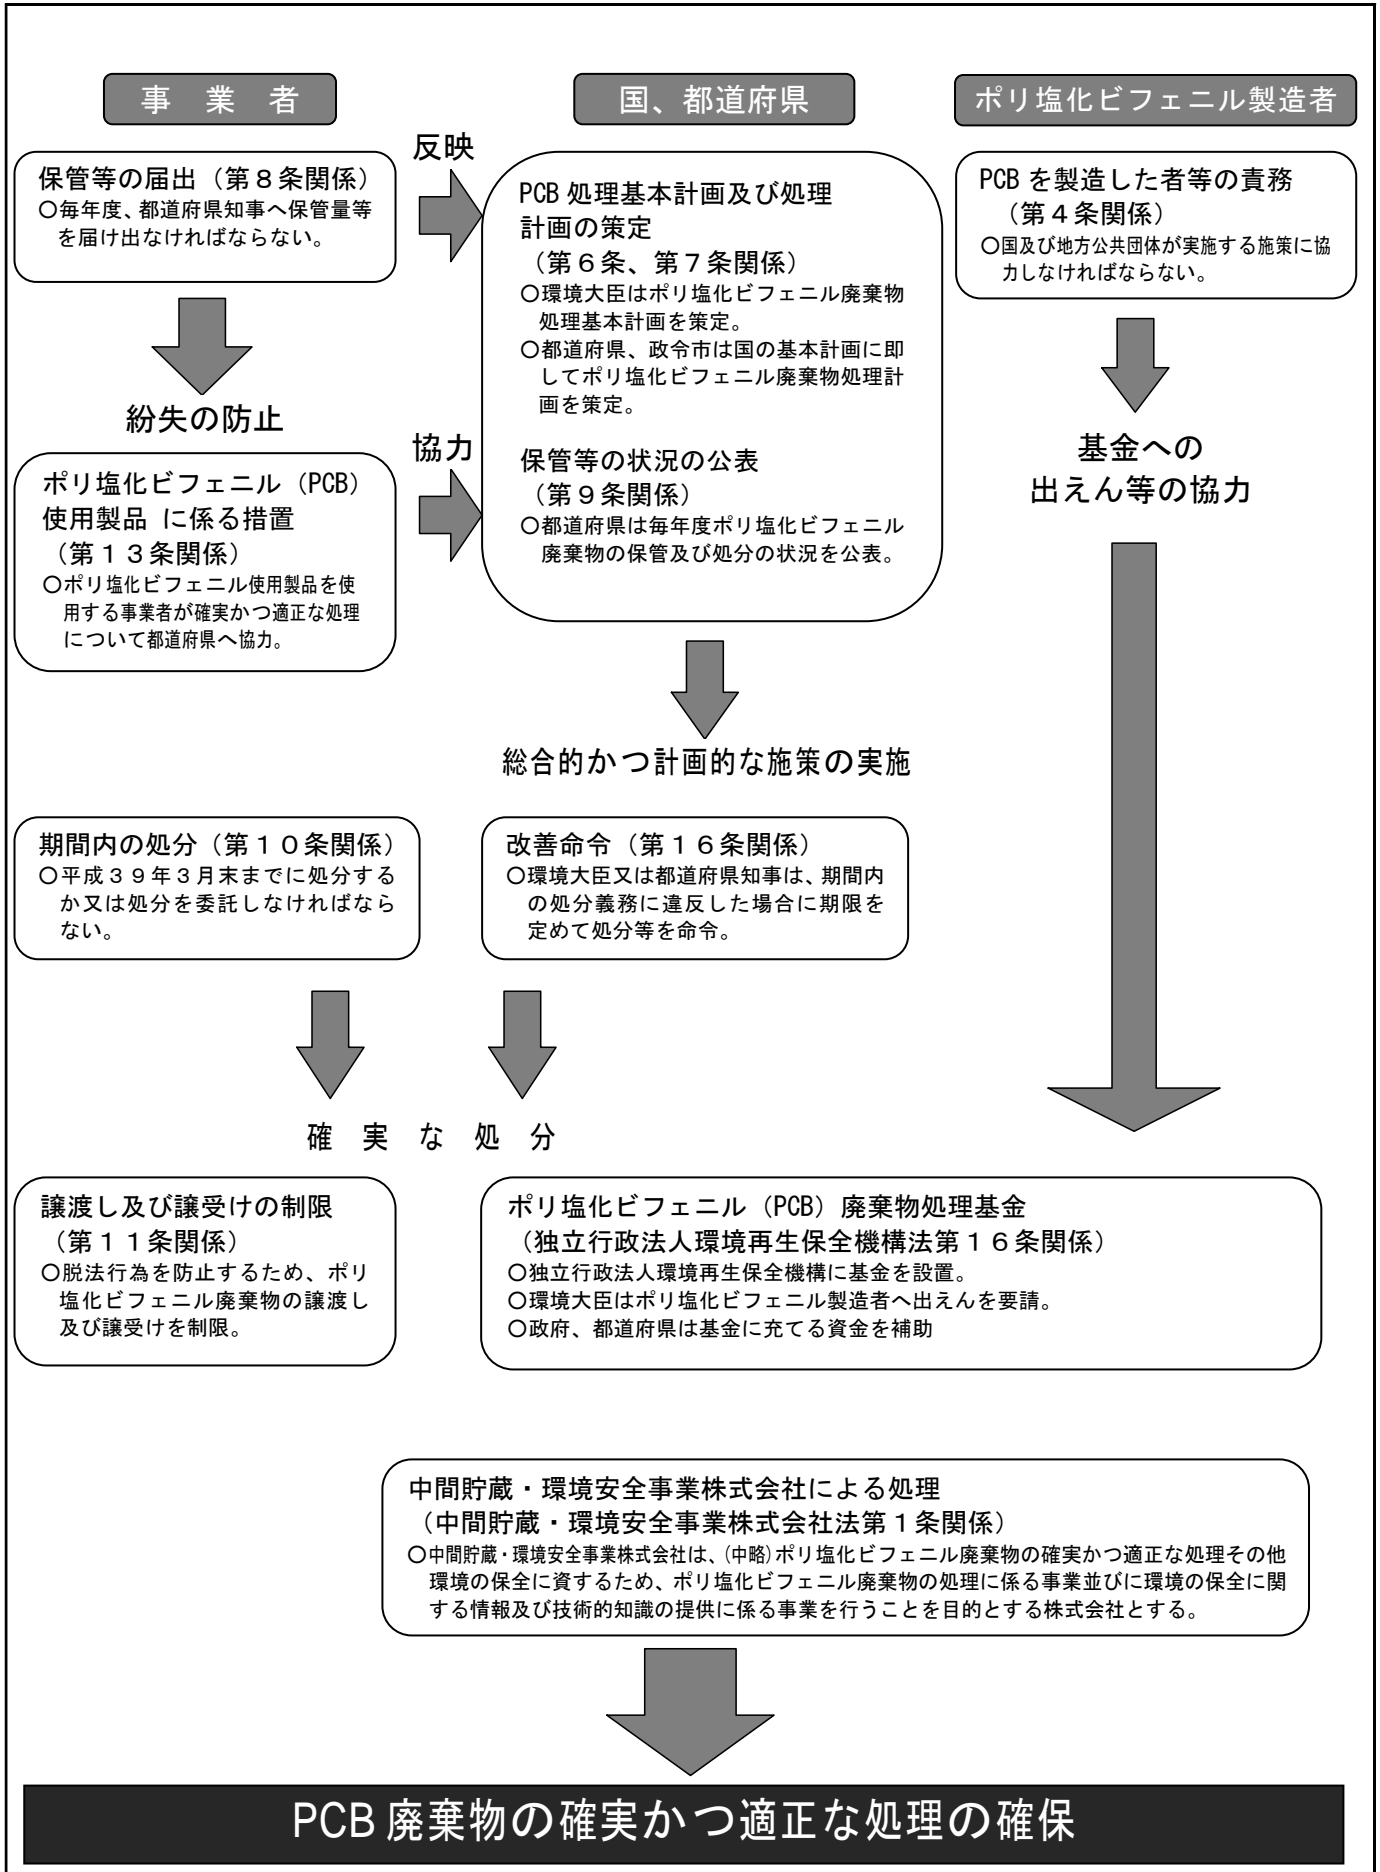 事 業 者
国、都道府県
ポリ塩化ビフェニル製造者
保管等の届出（第８条関係）
○毎年度、都道府県知事へ保管量等
を届け出なければならない。
反映
PCB 処理基本計画及び処理
計画の策定
（第６条、第７条関係）
○環境大臣はポリ塩化ビフェニル廃棄物
処理基本計画を策定。
○都道府県、政令市は国の基本計画に即
してポリ塩化ビフェニル廃棄物処理計
画を策定。
保管等の状況の公表
（第９条関係）
○都道府県は毎年度ポリ塩化ビフェニル
廃棄物の保管及び処分の状況を公表。
PCB を製造した者等の責務
（第４条関係）
○国及び地方公共団体が実施する施策に協
力しなければならない。
紛失の防止
協力
ポリ塩化ビフェニル（PCB）
使用製品 に係る措置
（第１３条関係）
○ポリ塩化ビフェニル使用製品を使
用する事業者が確実かつ適正な処理
について都道府県へ協力。
基金への
出えん等の協力
総合的かつ計画的な施策の実施
期間内の処分（第１０条関係）
○平成３９年３月末までに処分する
か又は処分を委託しなければなら
ない。
改善命令（第１６条関係）
○環境大臣又は都道府県知事は、期間内
の処分義務に違反した場合に期限を
定めて処分等を命令。
確 実 な 処 分
譲渡し及び譲受けの制限
（第１１条関係）
○脱法行為を防止するため、ポリ
塩化ビフェニル廃棄物の譲渡し
及び譲受けを制限。
ポリ塩化ビフェニル（PCB）廃棄物処理基金
（独立行政法人環境再生保全機構法第１６条関係）
○独立行政法人環境再生保全機構に基金を設置。
○環境大臣はポリ塩化ビフェニル製造者へ出えんを要請。
○政府、都道府県は基金に充てる資金を補助
中間貯蔵・環境安全事業株式会社による処理
（中間貯蔵・環境安全事業株式会社法第１条関係）
○中間貯蔵・環境安全事業株式会社は、(中略)ポリ塩化ビフェニル廃棄物の確実かつ適正な処理その他
環境の保全に資するため、ポリ塩化ビフェニル廃棄物の処理に係る事業並びに環境の保全に関
する情報及び技術的知識の提供に係る事業を行うことを目的とする株式会社とする。
PCB 廃棄物の確実かつ適正な処理の確保